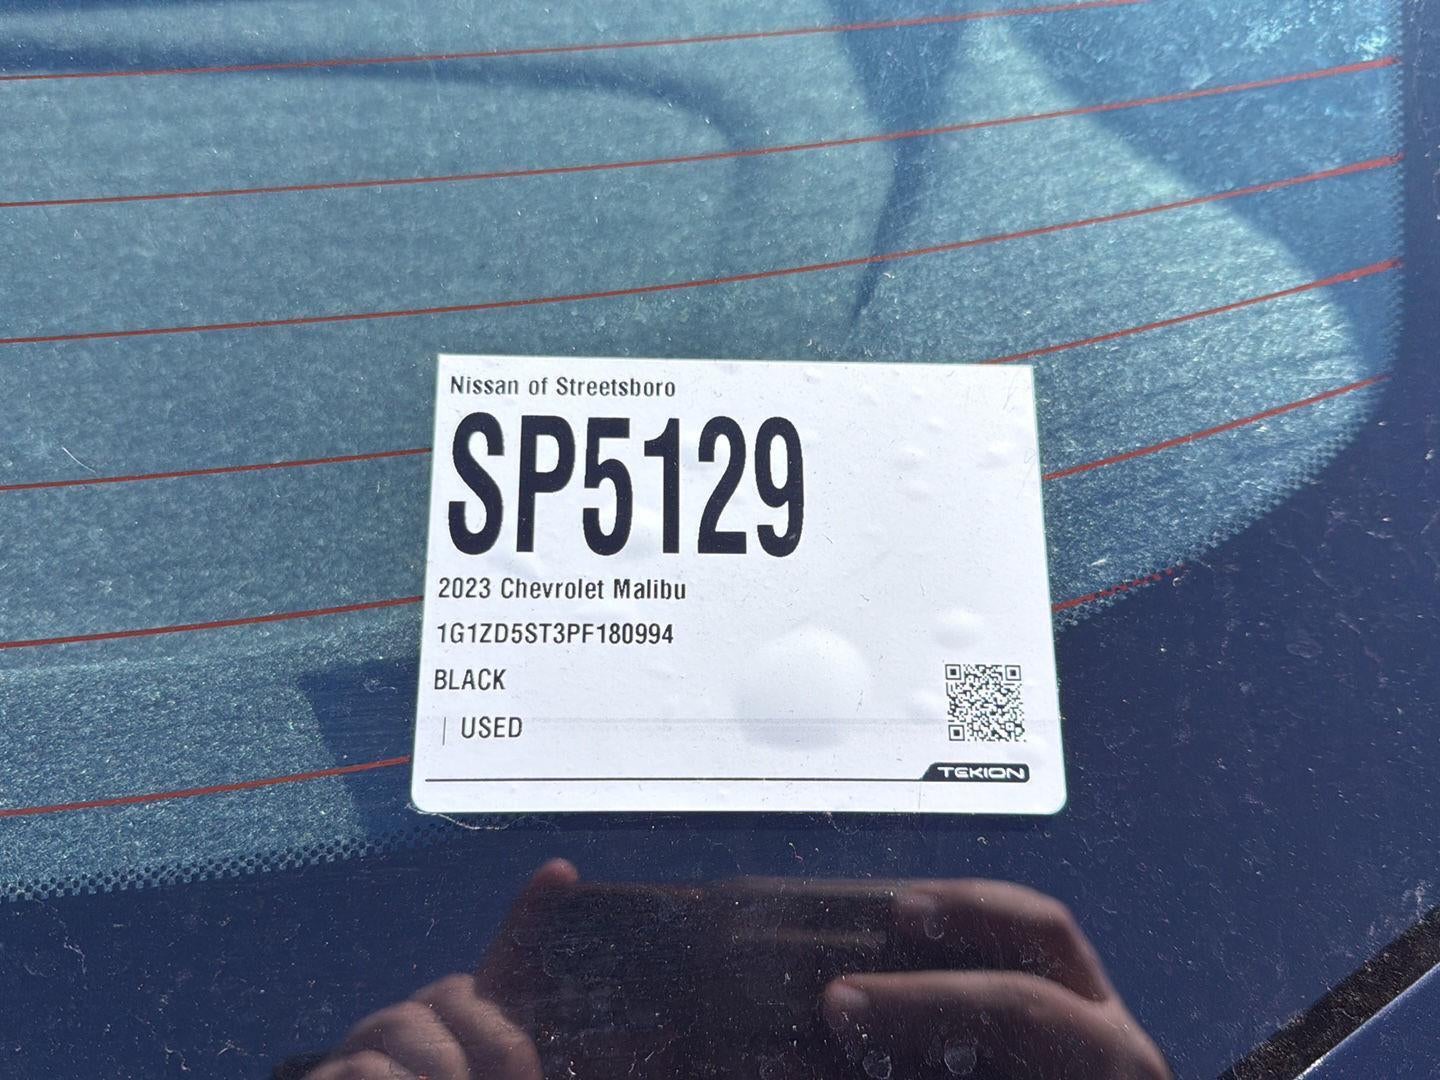 Nissan of Streetsboro
SP5129
2023 Chevrolet Malibu
1G1ZD5ST3PF180994
BLACK
| USED
TEKION